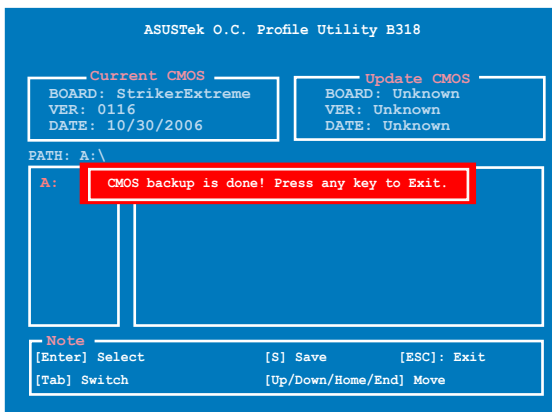 ASUSTek O.C. Profile Utility B318
Current CMOS
BOARD: StrikerExtreme
VER: 0116
DATE: 10/30/2006
Update CMOS
BOARD: Unknown
VER: Unknown
DATE: Unknown
PATH: A:\
A:
CMOS backup is done! Press any key to Exit.
Note
[Enter] Select [S] Save [ESC]: Exit
[Tab] Switch [Up/Down/Home/End] Move